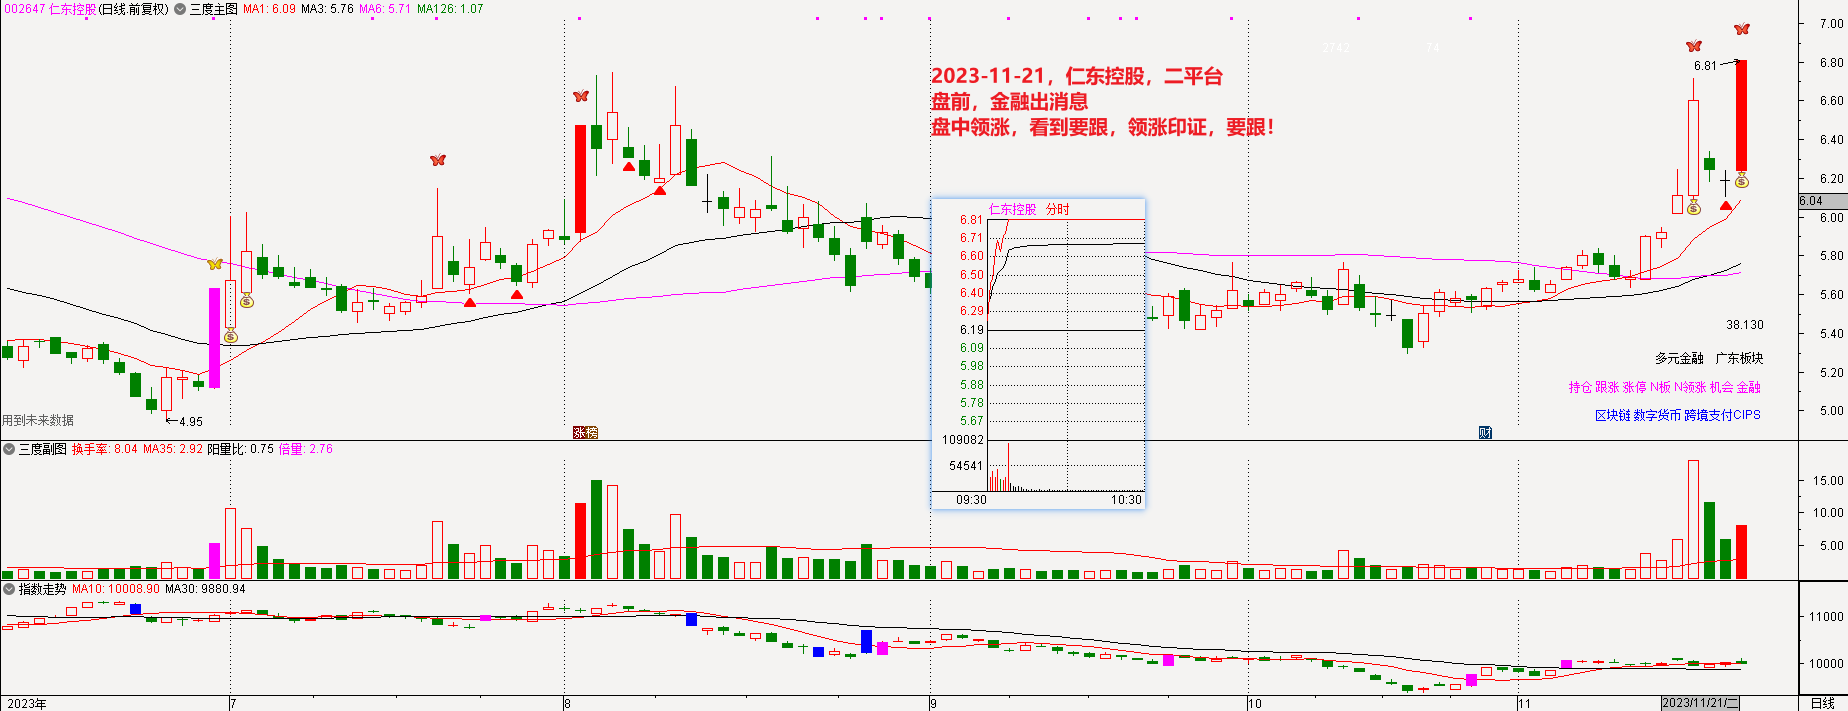 002647 仁东控股(日线.前复权) 三度主图 MA1: 6.09 MA3: 5.76 MA6: 5.71 MA126: 1.07
7.00
2742 74
6.81
6.80
2023-11-21，仁东控股，二平台
盘前，金融出消息
盘中领涨，看到要跟，领涨印证，要跟！
6.60
6.40
6.20
6.04
6.00
5.80
5.60
5.40
5.20
5.00
仁东控股 分时
6.81
6.71
6.60
6.50
6.40
6.29
6.19
6.09
5.98
5.88
5.78
5.67
109082
54541
09:30 10:30
38.130
多元金融 广东板块
持仓 跟涨 涨停 N板 N领涨 机会 金融
区块链 数字货币 跨境支付CIPS
用到未来数据
←4.95
涨榜
财
三度副图 换手率: 8.04 MA35: 2.92 阳量比: 0.75 倍量: 2.76
15.00
10.00
5.00
指数走势 MA10: 10008.90 MA30: 9880.94
11000
10000
2023年 7 8 9 10 11 2023/11/21/二 日线